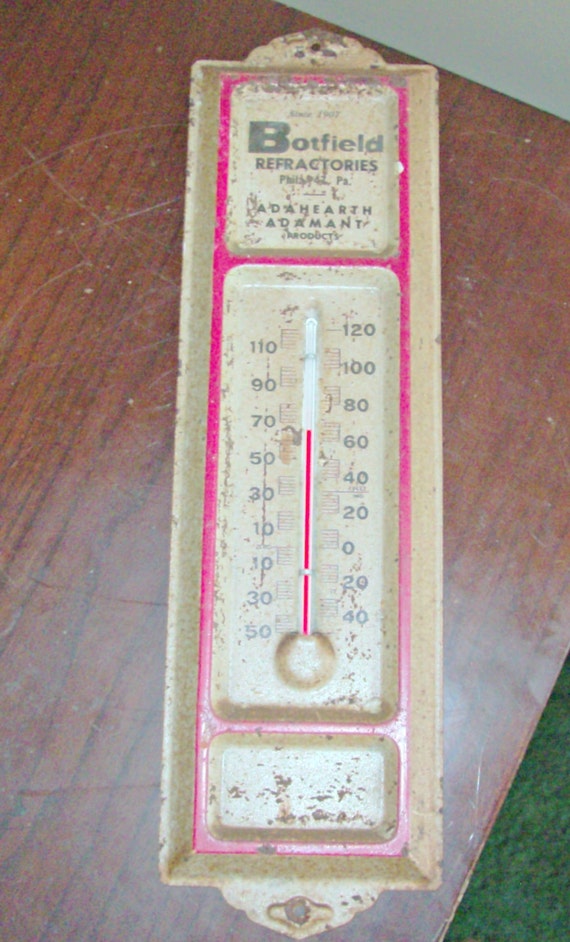 Since 1907
Botfield
REFRACTORIES
Phila. Pa.
ADAHEARTH
ADAMANT
PRODUCTS
120
110
100
90
80
70
60
50
40
30
20
10
0
10
20
30
40
50